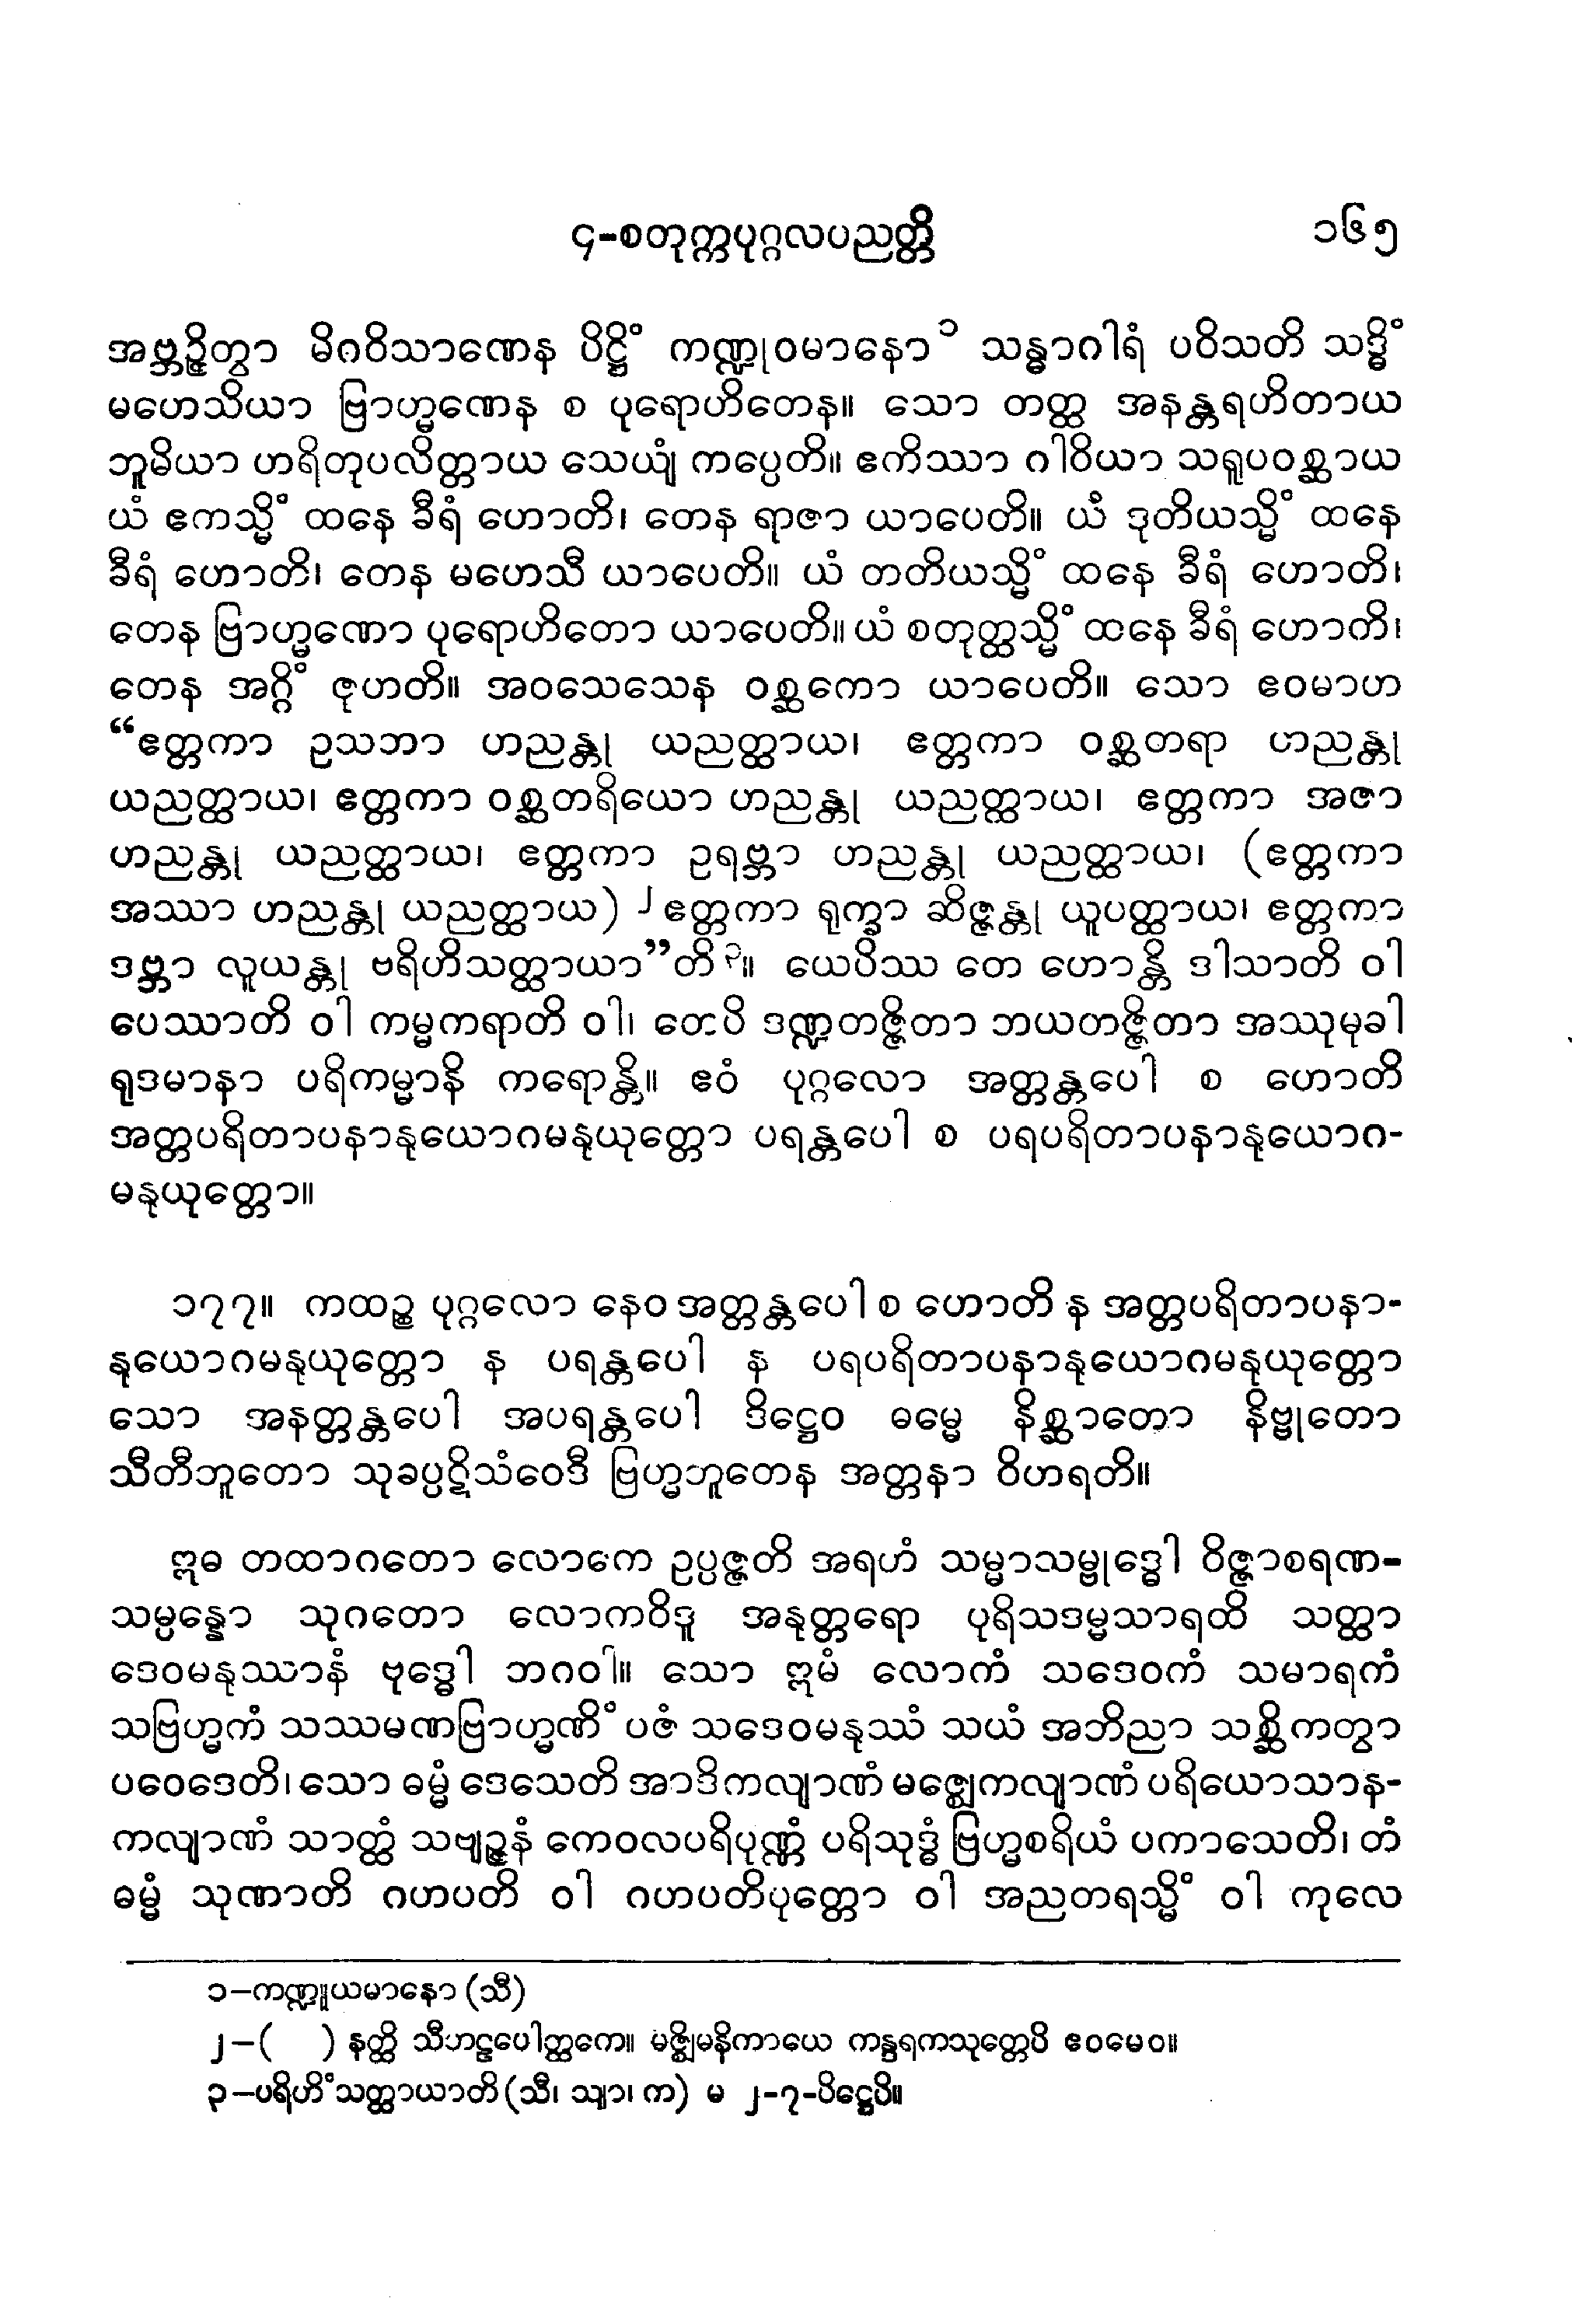 ၄-စတုက္ကပုဂ္ဂလပညတ္တိ ၁၆၅
အဗ္ဘဉ္ဇိတွာ မိဂဝိသာဏေန ပိဋ္ဌိံ ကဏ္ဍုဝမာနော ၁ သန္ဓာဂါရံ ပဝိသတိ သဒ္ဓိံ
မဟေသိယာ ဗြာဟ္မဏေန စ ပုရောဟိတေန။ သော တတ္ထ အနန္တရဟိတာယ
ဘူမိယာ ဟရိတုပလိတ္တာယ သေယျံ ကပ္ပေတိ။ ဧကိဿာ ဂါဝိယာ သရူပဝစ္ဆာယ
ယံ ဧကသ္မိံ ထနေ ခီရံ ဟောတိ၊ တေန ရာဇာ ယာပေတိ။ ယံ ဒုတိယသ္မိံ ထနေ
ခီရံ ဟောတိ၊ တေန မဟေသီ ယာပေတိ။ ယံ တတိယသ္မိံ ထနေ ခီရံ ဟောတိ၊
တေန ဗြာဟ္မဏော ပုရောဟိတော ယာပေတိ။ ယံ စတုတ္ထသ္မိံ ထနေ ခီရံ ဟောကိ၊
တေန အဂ္ဂိံ ဇုဟတိ။ အဝသေသေန ဝစ္ဆကော ယာပေတိ။ သော ဧဝမာဟ
“ဧတ္တကာ ဥသဘာ ဟညန္တု ယညတ္ထာယ၊ ဧတ္တကာ ဝစ္ဆတရာ ဟညန္တု
ယညတ္ထာယ၊ ဧတ္တကာ ဝစ္ဆတရိယော ဟညန္တု ယညတ္ထာယ၊ ဧတ္တကာ အဇာ
ဟညန္တု ယညတ္ထာယ၊ ဧတ္တကာ ဥရဗ္ဘာ ဟညန္တု ယညတ္ထာယ၊ (ဧတ္တကာ
အဿာ ဟညန္တု ယညတ္ထာယ) ၂ ဧတ္တကာ ရုက္ခာ ဆိဇ္ဇန္တု ယူပတ္ထာယ၊ ဧတ္တကာ
ဒဗ္ဘာ လူယန္တု ဗရိဟိသတ္ထာယာ”တိ ၃။ ယေပိဿ တေ ဟောန္တိ ဒါသာတိ ဝါ
ပေဿာတိ ဝါ ကမ္မကရာတိ ဝါ၊ တေပိ ဒဏ္ဍတဇ္ဇိတာ ဘယတဇ္ဇိတာ အဿုမုခါ
ရုဒမာနာ ပရိကမ္မာနိ ကရောန္တိ။ ဧဝံ ပုဂ္ဂလော အတ္တန္တပေါ စ ဟောတိ
အတ္တပရိတာပနာနုယောဂမနုယုတ္တော ပရန္တပေါ စ ပရပရိတာပနာနုယောဂ-
မနုယုတ္တော။
၁၇၇။ ကထဉ္စ ပုဂ္ဂလော နေဝ အတ္တန္တပေါ စ ဟောတိ န အတ္တပရိတာပနာ-
နုယောဂမနုယုတ္တော န ပရန္တပေါ န ပရပရိတာပနာနုယောဂမနုယုတ္တော
သော အနတ္တန္တပေါ အပရန္တပေါ ဒိဋ္ဌေဝ ဓမ္မေ နိစ္ဆာတော နိဗ္ဗုတော
သီတီဘူတော သုခပ္ပဋိသံဝေဒီ ဗြဟ္မဘူတေန အတ္တနာ ဝိဟရတိ။
ဣဓ တထာဂတော လောကေ ဥပ္ပဇ္ဇတိ အရဟံ သမ္မာသမ္ဗုဒ္ဓေါ ဝိဇ္ဇာစရဏ-
သမ္ပန္နော သုဂတော လောကဝိဒူ အနုတ္တရော ပုရိသဒမ္မသာရထိ သတ္ထာ
ဒေဝမနုဿာနံ ဗုဒ္ဓေါ ဘဂဝါ။ သော ဣမံ လောကံ သဒေဝကံ သမာရကံ
သဗြဟ္မကံ သဿမဏဗြာဟ္မဏိံ ပဇံ သဒေဝမနုဿံ သယံ အဘိညာ သစ္ဆိကတွာ
ပဝေဒေတိ၊ သော ဓမ္မံ ဒေသေတိ အာဒိကလျာဏံ မဇ္ဈေကလျာဏံ ပရိယောသာန-
ကလျာဏံ သာတ္ထံ သဗျဉ္ဇနံ ကေဝလပရိပုဏ္ဏံ ပရိသုဒ္ဓံ ဗြဟ္မစရိယံ ပကာသေတိ၊ တံ
ဓမ္မံ သုဏာတိ ဂဟပတိ ဝါ ဂဟပတိပုတ္တော ဝါ အညတရသ္မိံ ဝါ ကုလေ
၁–ကဏ္ဍူယမာနော (သီ)
၂–( ) နတ္ထိ သီဟဠပေါတ္ထကေ။ မဇ္ဈိမနိကာယေ ကန္ဒရကသုတ္တေပိ ဧဝမေဝ။
၃–ပရိဟိံသတ္ထာယာတိ (သီ၊ သျာ၊ က) မ ၂-၇-ပိဋ္ဌေပိ။